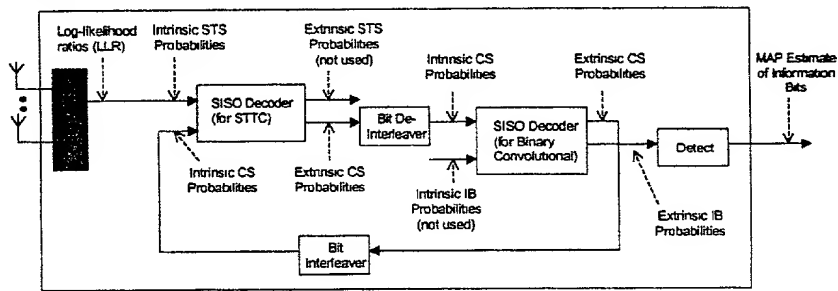 Log-likelihood
ratios (LLR)
Intrinsic STS
Probabilities
Extrinsic STS
Probabilities
(not used)
Intrinsic CS
Probabilities
Extrinsic CS
Probabilities
MAP Estimate
of Information
Bits
SISO Decoder
(for STTC)
Bit De-
Interleaver
SISO Decoder
(for Binary
Convolutional)
Detect
Intrinsic CS
Probabilities
Extrinsic CS
Probabilities
Intrinsic IB
Probabilities
(not used)
Extrinsic IB
Probabilities
Bit
Interleaver